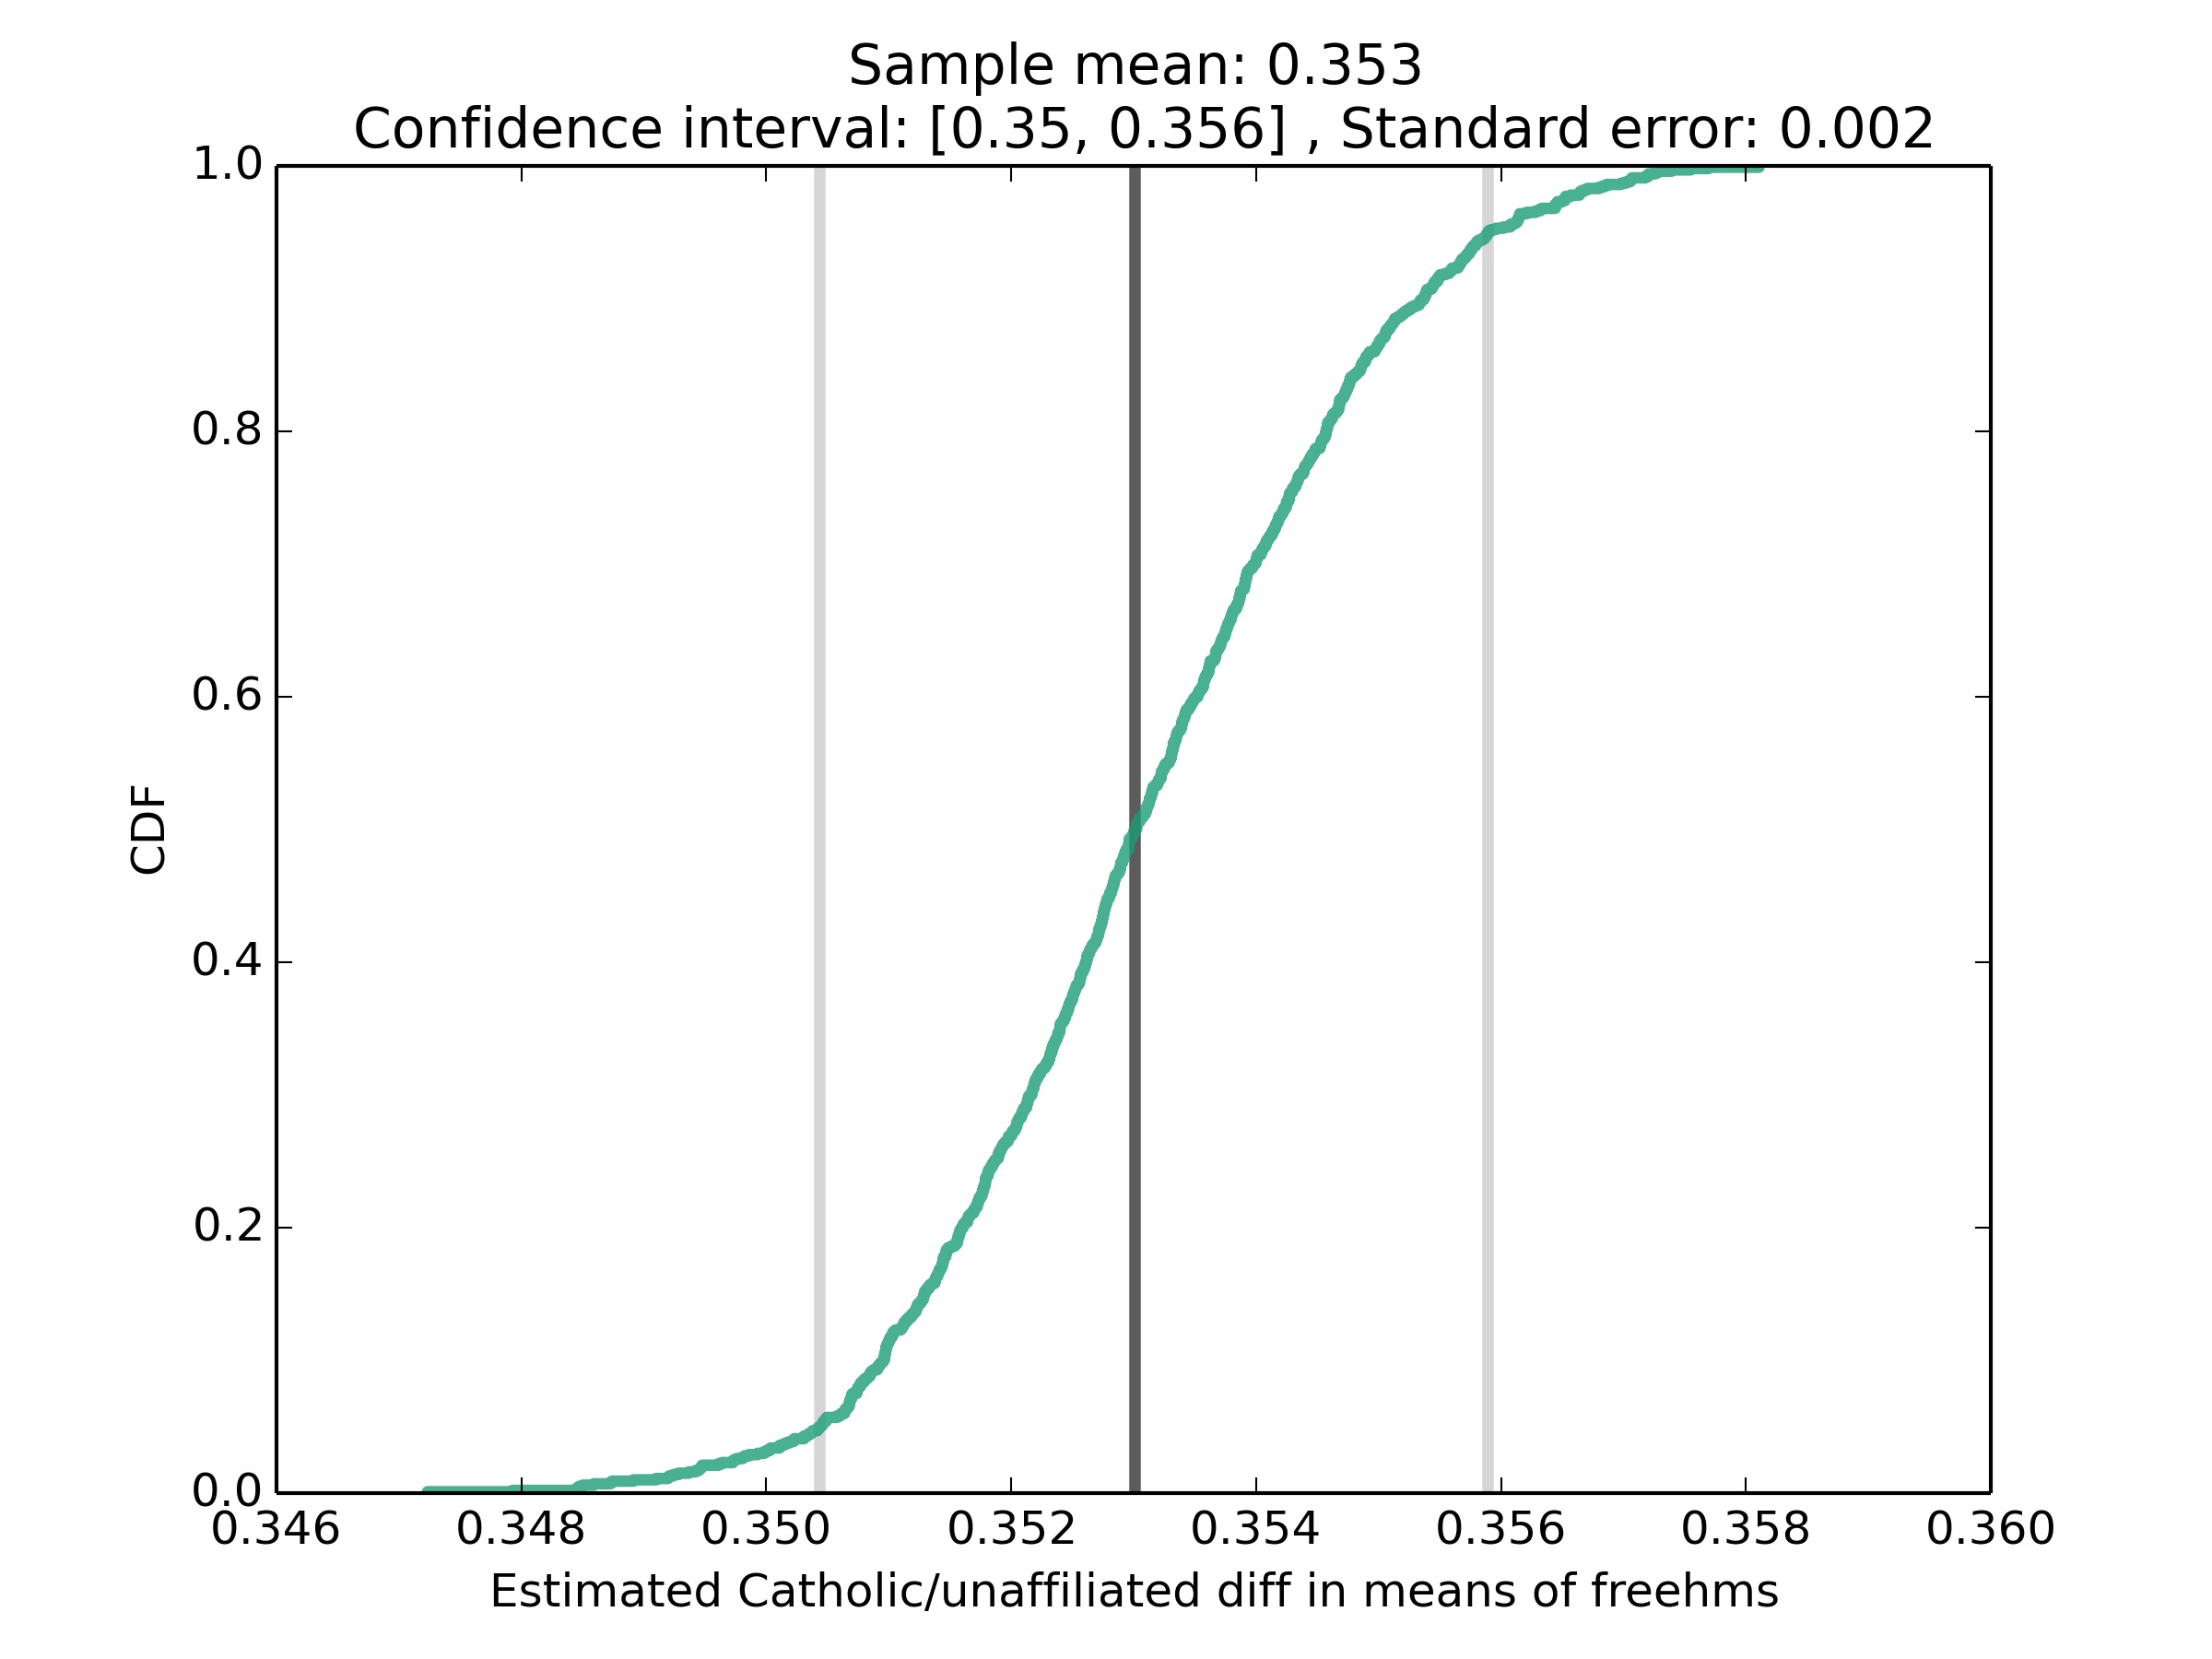 Sample mean: 0.353
Confidence interval: [0.35, 0.356] , Standard error: 0.002
1.0
0.8
0.6
0.4
0.2
0.0
CDF
0.346 0.348 0.350 0.352 0.354 0.356 0.358 0.360
Estimated Catholic/unaffiliated diff in means of freehms